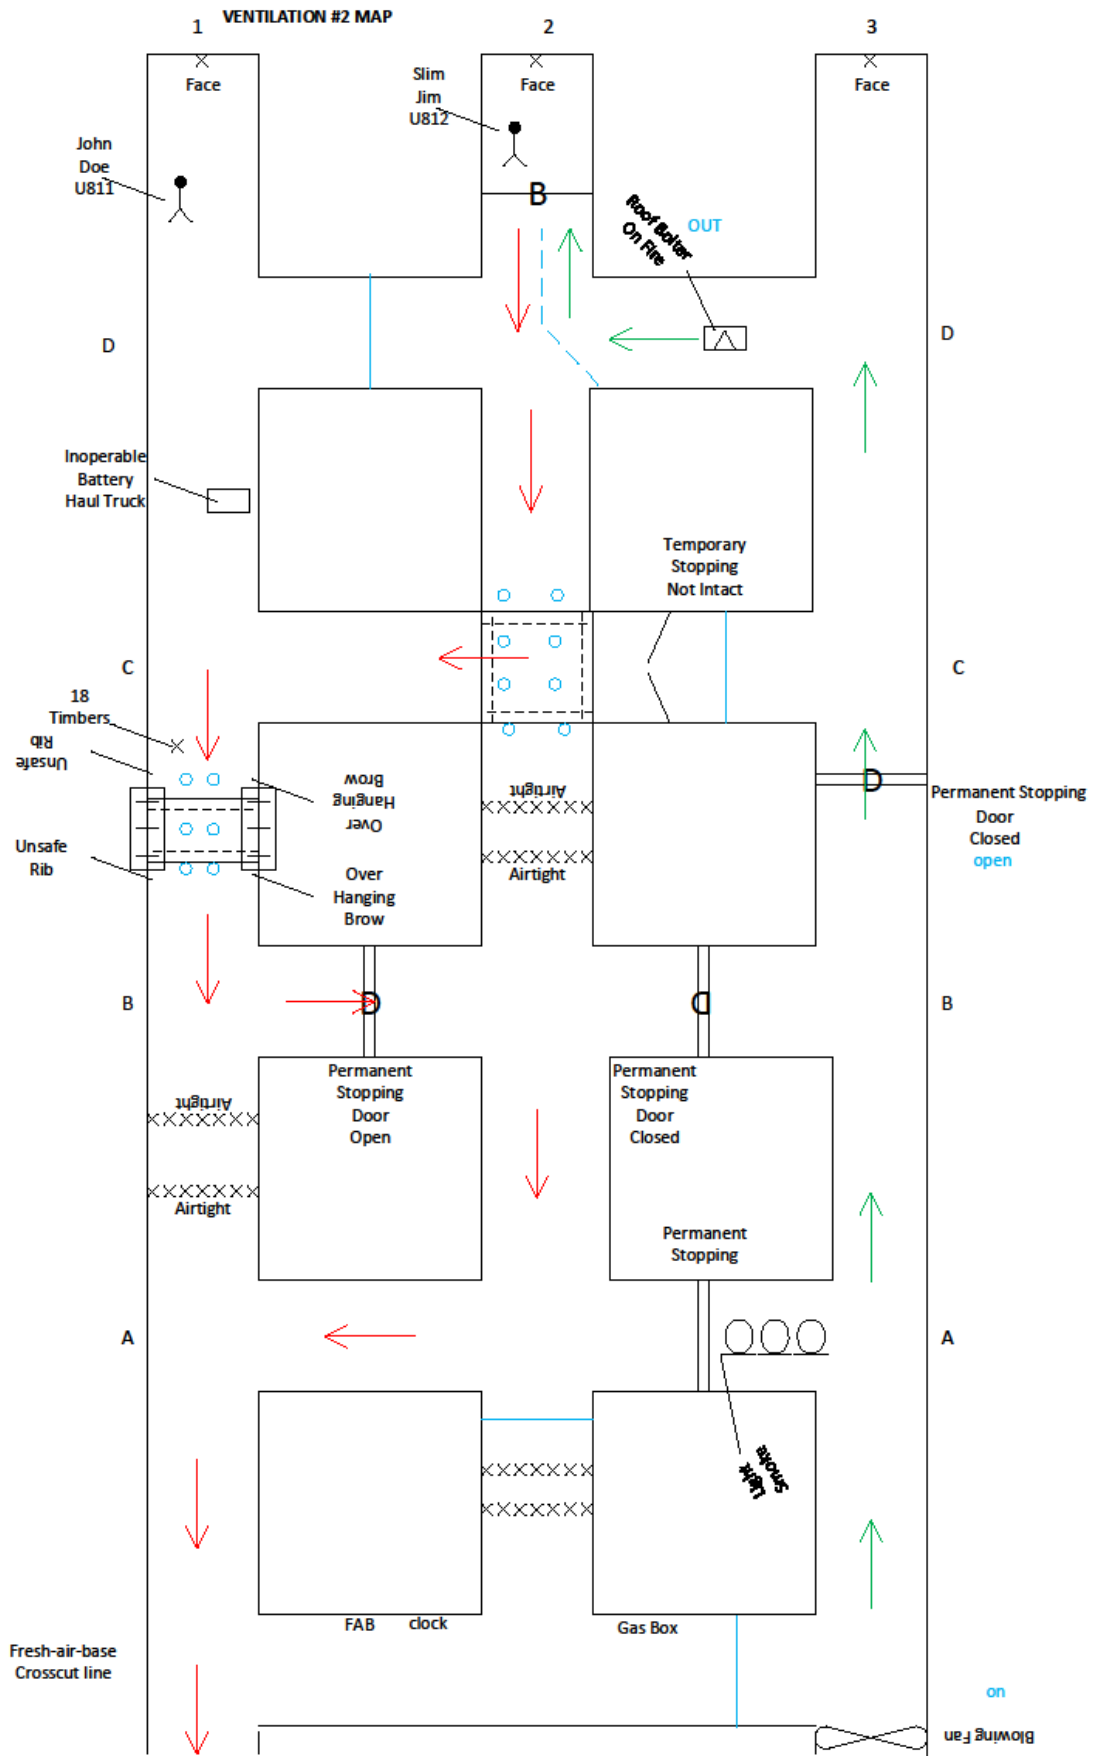 VENTILATION #2 MAP
1
2
3
Face
Face
Face
Slim
Jim
U812
John
Doe
U811
B
Roof Bolter
On Fire
OUT
D
D
Inoperable
Battery
Haul Truck
Temporary
Stopping
Not Intact
C
C
18
Timbers
Unsafe
Rib
Over
Hanging
Brow
Airtight
D
Permanent Stopping
Door
Closed
open
Unsafe
Rib
Over
Hanging
Brow
Airtight
B
D
D
B
Permanent
Stopping
Door
Open
Permanent
Stopping
Door
Closed
Airtight
Airtight
Permanent
Stopping
A
A
Light
Smoke
FAB
clock
Gas Box
Fresh-air-base
Crosscut line
on
Blowing Fan